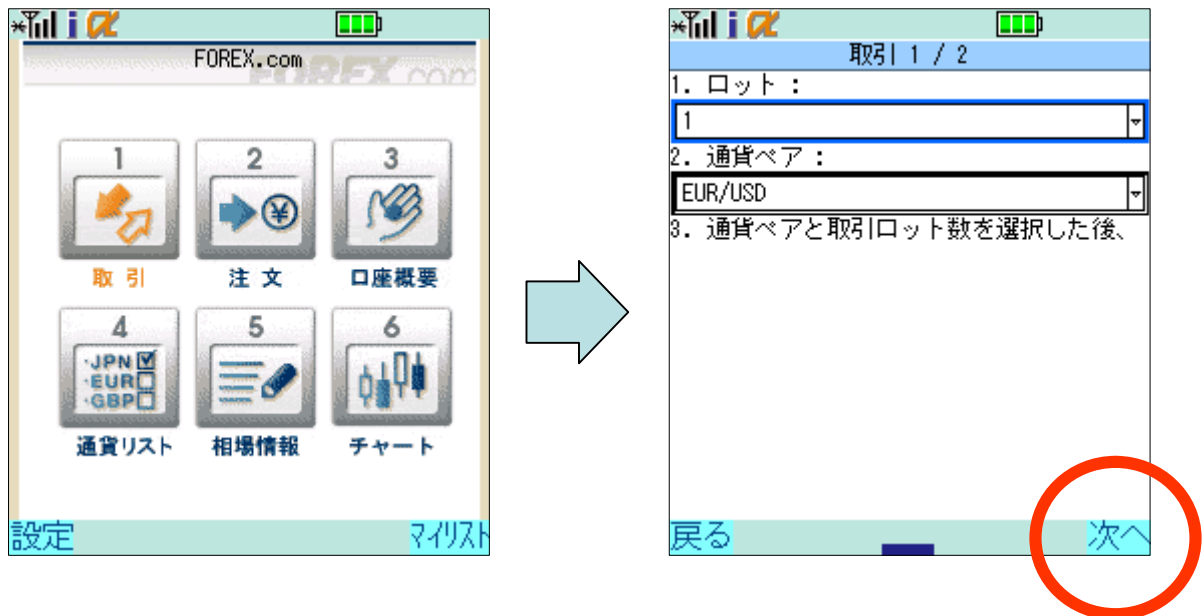 FOREX.com
FOREX.com
1 2 3
取引 注文 口座概要
4 5 6
·JPN
·EUR
·GBP
通貨リスト 相場情報 チャート
設定 マイリスト
取引 1 / 2
1. ロット：
1
2. 通貨ペア：
EUR/USD
3. 通貨ペアと取引ロット数を選択した後、
戻る 次へ